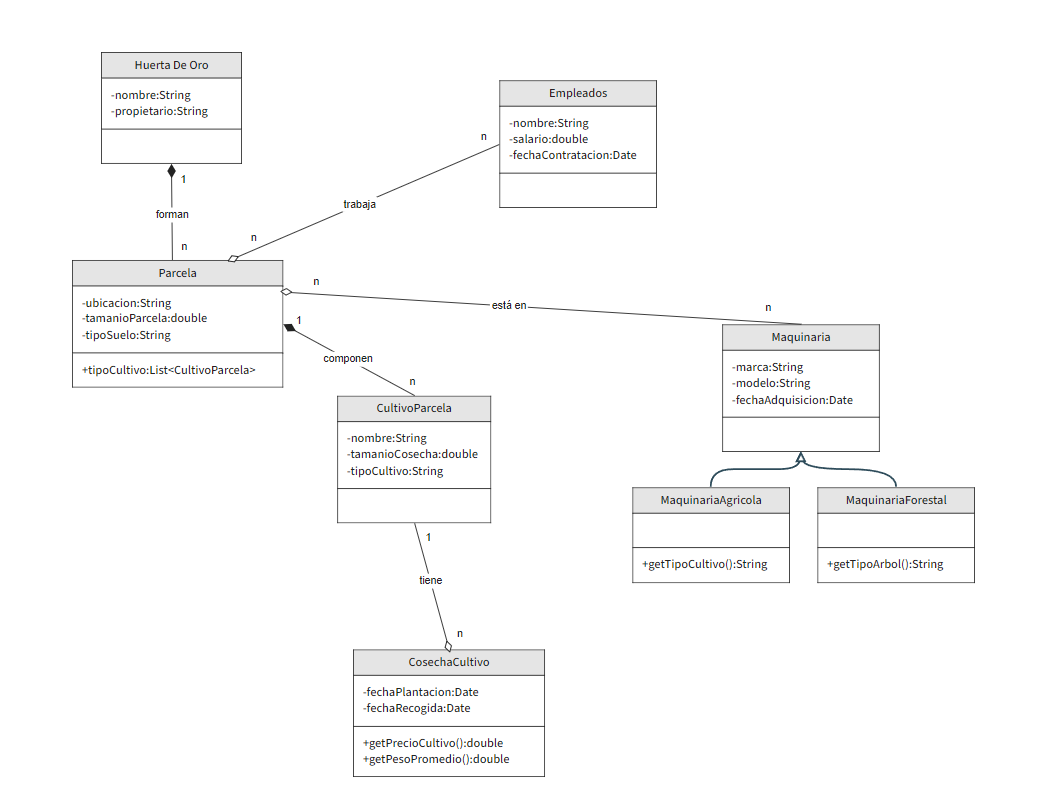 Huerta De Oro
-nombre:String
-propietario:String
1
forman
n
Empleados
-nombre:String
-salario:double
-fechaContratacion:Date
n
trabaja
n
Parcela
-ubicacion:String
-tamanioParcela:double
-tipoSuelo:String
+tipoCultivo:List<CultivoParcela>
n
está en
n
1
componen
n
Maquinaria
-marca:String
-modelo:String
-fechaAdquisicion:Date
CultivoParcela
-nombre:String
-tamanioCosecha:double
-tipoCultivo:String
MaquinariaAgricola
+getTipoCultivo():String
MaquinariaForestal
+getTipoArbol():String
1
tiene
n
CosechaCultivo
-fechaPlantacion:Date
-fechaRecogida:Date
+getPrecioCultivo():double
+getPesoPromedio():double